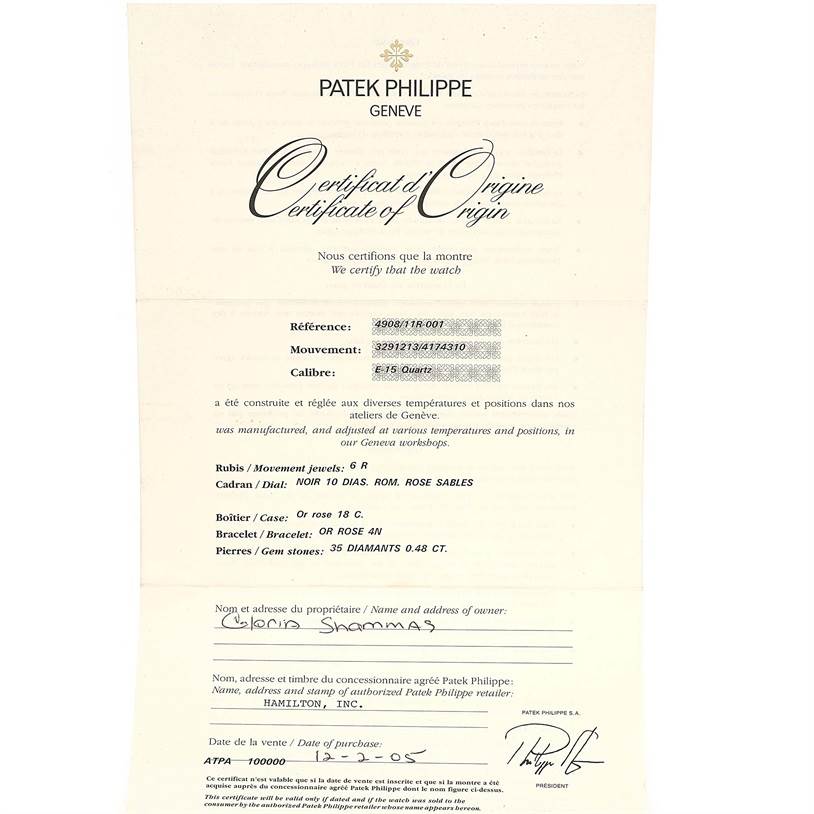 PATEK PHILIPPE
GENEVE
Certificat d'Origine
Certificate of Origin
Nous certifions que la montre
We certify that the watch
Référence: 4908/11R-001
Mouvement: 3291213/4174310
Calibre: E-15 Quartz
a été construite et réglée aux diverses températures et positions dans nos
ateliers de Genève.
was manufactured, and adjusted at various temperatures and positions, in
our Geneva workshops.
Rubis / Movement jewels: 6 R
Cadran / Dial: NOIR 10 DIAS. ROM. ROSE SABLES
Boîtier / Case: Or rose 18 C.
Bracelet / Bracelet: OR ROSE 4N
Pierres / Gem stones: 35 DIAMANTS 0.48 CT.
Nom et adresse du propriétaire / Name and address of owner:
Gloria Shammas
Nom, adresse et timbre du concessionnaire agréé Patek Philippe:
Name, address and stamp of authorized Patek Philippe retailer:
HAMILTON, INC.
PATEK PHILIPPE S.A.
Date de la vente / Date of purchase:
ATPA 100000 12-2-05
PRÉSIDENT
Ce certificat n'est valable que si la date de vente est inscrite et que si la montre a été
acquise auprès du concessionnaire agréé Patek Philippe dont le nom figure ci-dessus.
This certificate will be valid only if dated and if the watch was sold to the
consumer by the authorized Patek Philippe retailer whose name appears hereon.